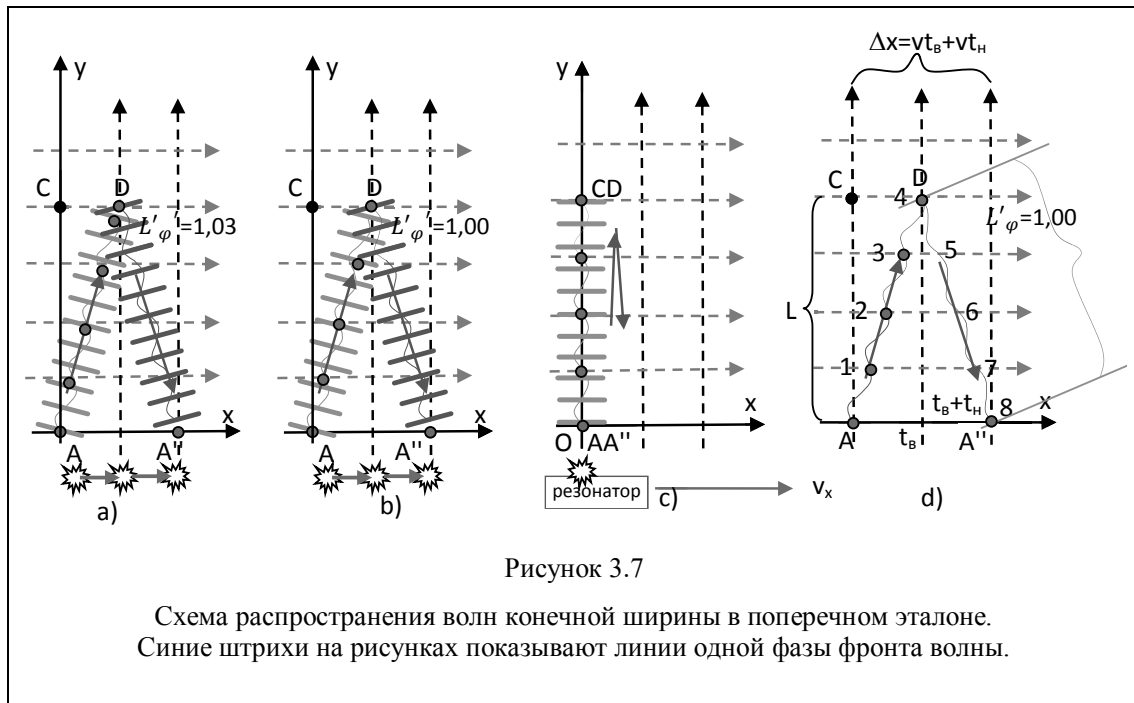 Δx=vtв+vtн
y
y
y
C
D
C
D
CD
C
D
4
L′φ′=1,03
L′φ′=1,00
L′φ=1,00
3
5
L
2
6
1
7
x
x
x
tв+tн
8
x
A
A''
A
A''
O
AA''
A
tв
A''
резонатор
vx
a)
b)
c)
d)
Рисунок 3.7
Схема распространения волн конечной ширины в поперечном эталоне.
Синие штрихи на рисунках показывают линии одной фазы фронта волны.